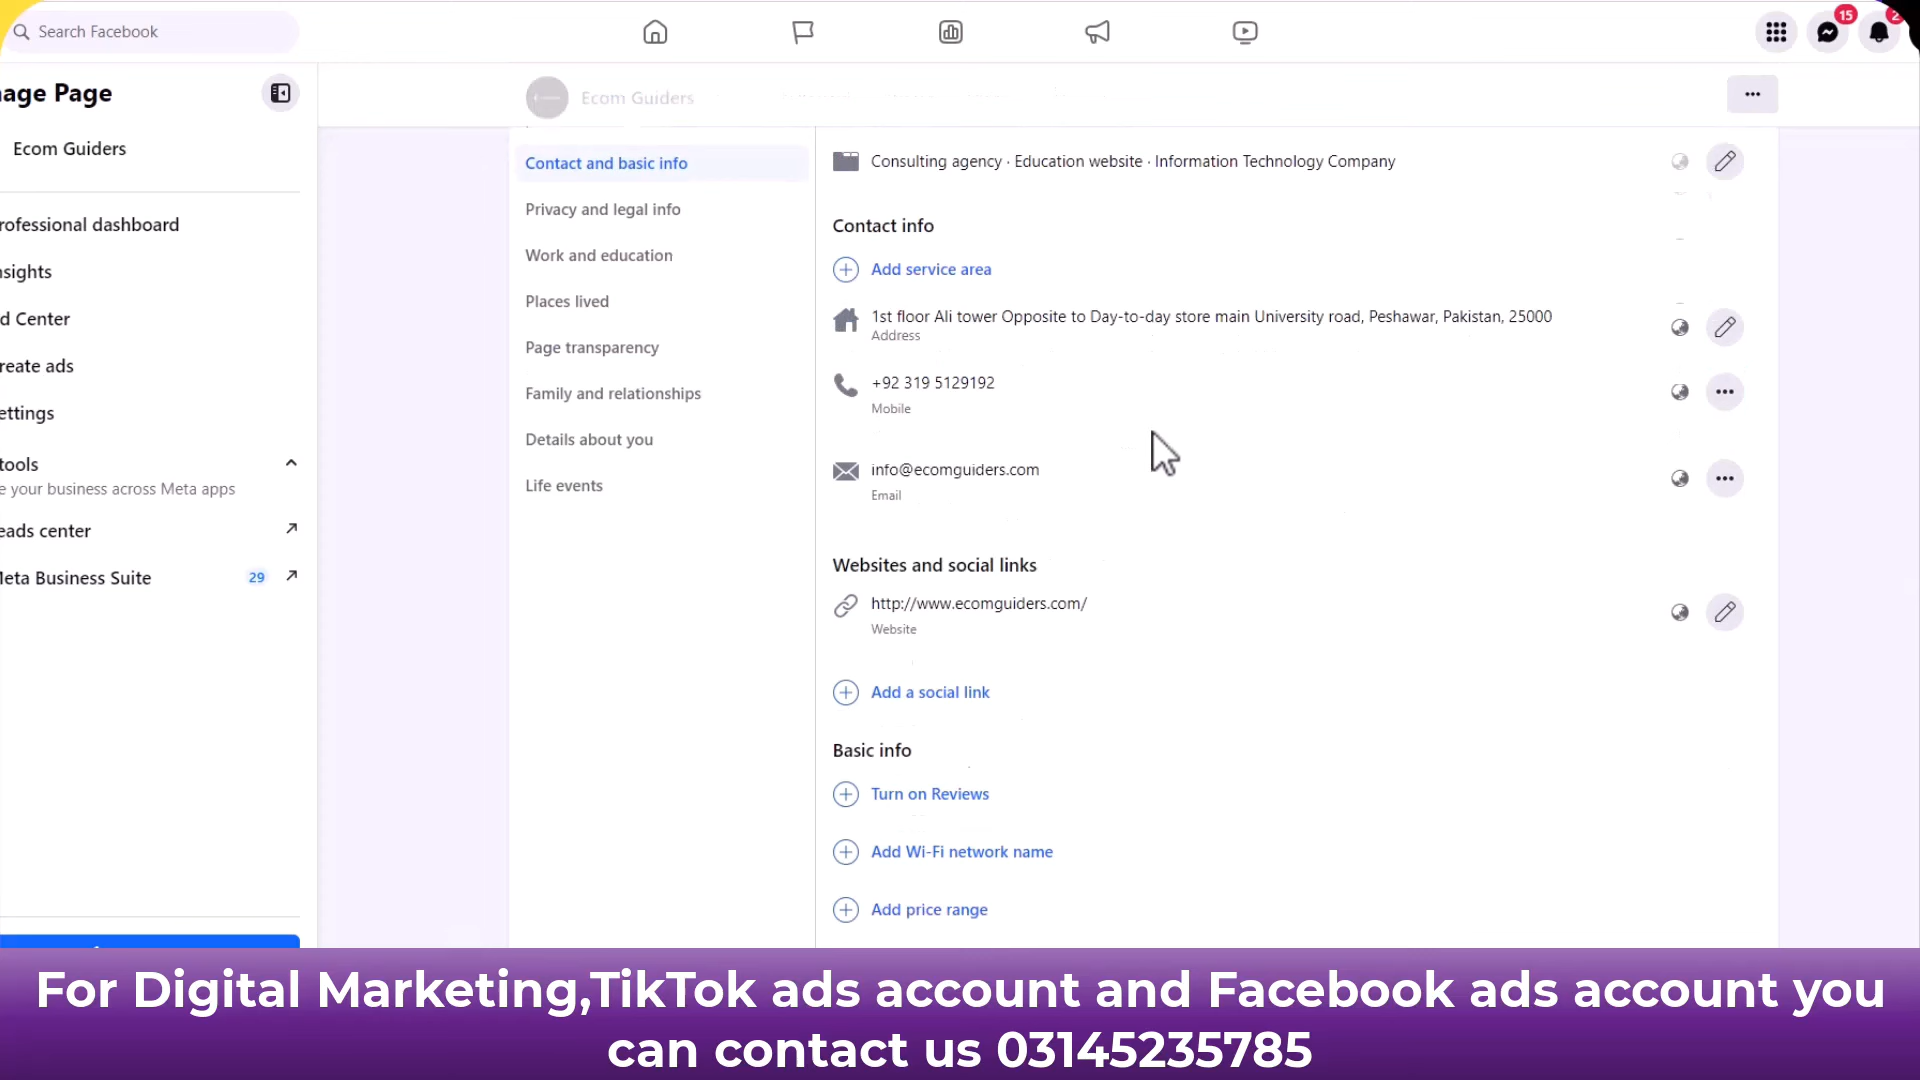 Search Facebook
15
2
age Page
Ecom Guiders
Ecom Guiders
rofessional dashboard
nsights
d Center
reate ads
ettings
tools
e your business across Meta apps
eads center
Meta Business Suite
29
Contact and basic info
Privacy and legal info
Work and education
Places lived
Page transparency
Family and relationships
Details about you
Life events
Consulting agency · Education website · Information Technology Company
Contact info
Add service area
1st floor Ali tower Opposite to Day-to-day store main University road, Peshawar, Pakistan, 25000
Address
+92 319 5129192
Mobile
info@ecomguiders.com
Email
Websites and social links
http://www.ecomguiders.com/
Website
Add a social link
Basic info
Turn on Reviews
Add Wi-Fi network name
Add price range
For Digital Marketing,TikTok ads account and Facebook ads account you
can contact us 03145235785